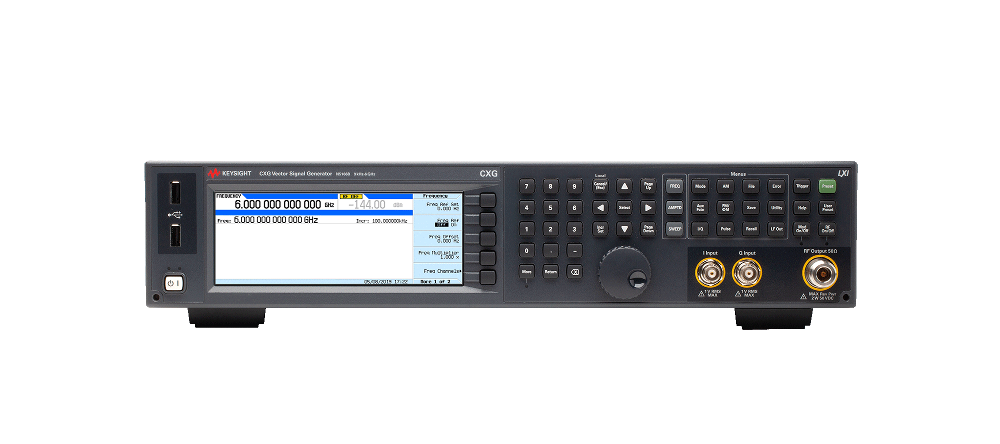 KEYSIGHT CXG Vector Signal Generator N5166B 9 kHz-6 GHz
CXG
FREQUENCY
6.000 000 000 000 GHz
RF OFF
-144.00 dBm
Freq: 6.000 000 000 000 GHz
Incr: 100.000000kHz
05/08/2019 17:22
Frequency
Freq Ref Set
0.000 Hz
Freq Ref
Off On
Freq Offset
0.000 Hz
Freq Multiplier
1.000 x
Freq Channels
More 1 of 2
7 8 9
4 5 6
1 2 3
0 . -
More Return
Local
Cancel/
(Esc)
Page
Up
Select
Incr
Set
Page
Down
FREQ
AMPTD
SWEEP
Menus
Mode AM File Error
Aux
Fctn
FM/
ΦM
Save Utility
I/Q Pulse Recall LF Out
LXI
Trigger Preset
Help
User
Preset
Mod
On/Off
RF
On/Off
I Input
1 V RMS
MAX
Q Input
1 V RMS
MAX
RF Output 50Ω
MAX Rev Pwr
2 W 50 VDC